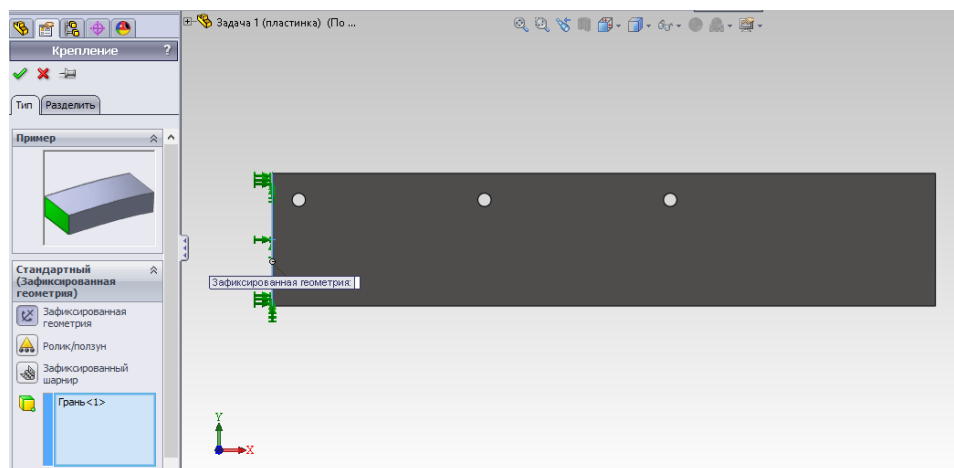 Задача 1 (пластинка) (По ...
Крепление ?
Тип Разделить
Пример
Стандартный
(Зафиксированная
геометрия)
Зафиксированная
геометрия
Ролик/ползун
Зафиксированный
шарнир
Грань<1>
Зафиксированная геометрия:
Y
X